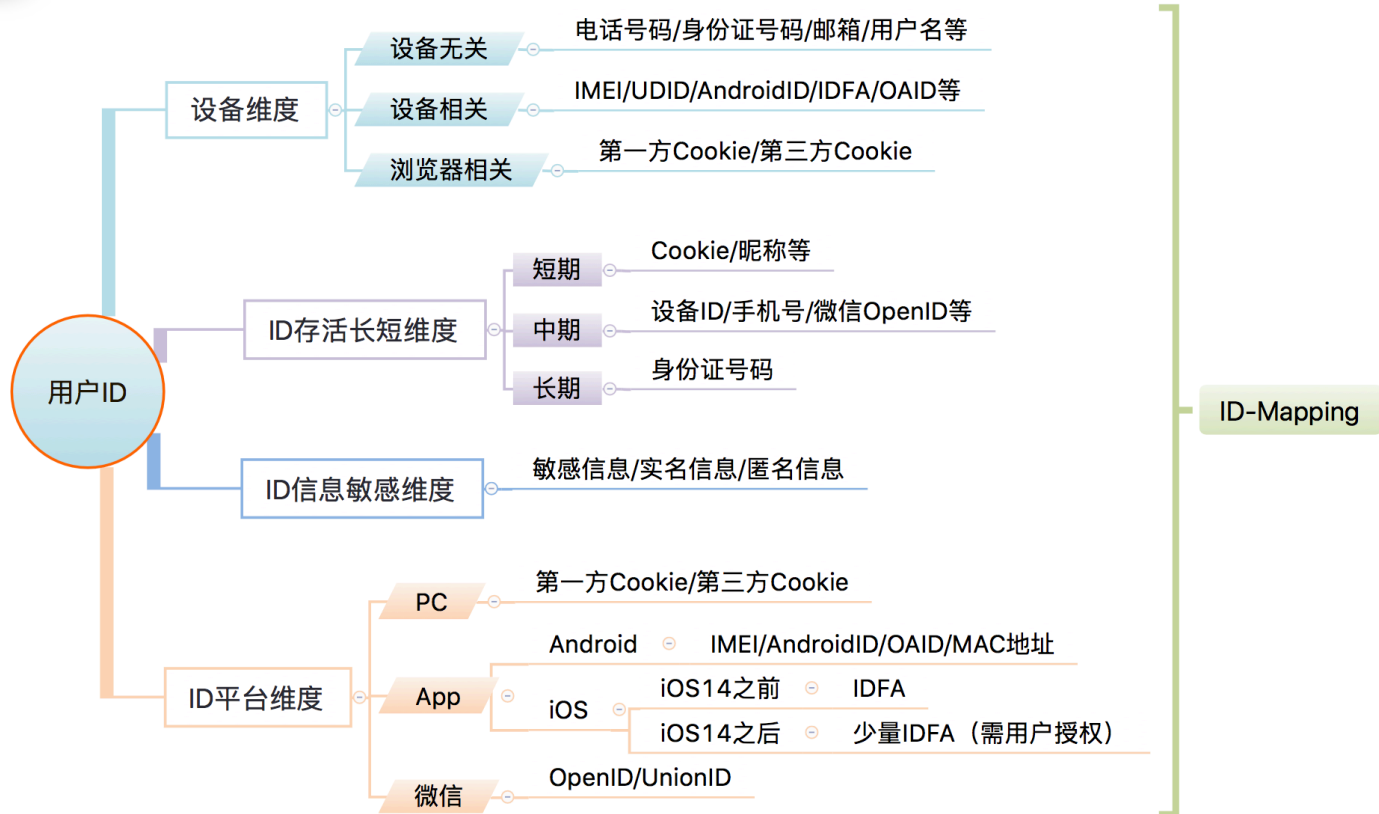 用户ID
设备维度
设备无关
电话号码/身份证号码/邮箱/用户名等
设备相关
IMEI/UDID/AndroidID/IDFA/OAID等
浏览器相关
第一方Cookie/第三方Cookie
ID存活长短维度
短期
Cookie/昵称等
中期
设备ID/手机号/微信OpenID等
长期
身份证号码
ID信息敏感维度
敏感信息/实名信息/匿名信息
ID平台维度
PC
第一方Cookie/第三方Cookie
App
Android
IMEI/AndroidID/OAID/MAC地址
iOS
iOS14之前
IDFA
iOS14之后
少量IDFA（需用户授权）
微信
OpenID/UnionID
ID-Mapping